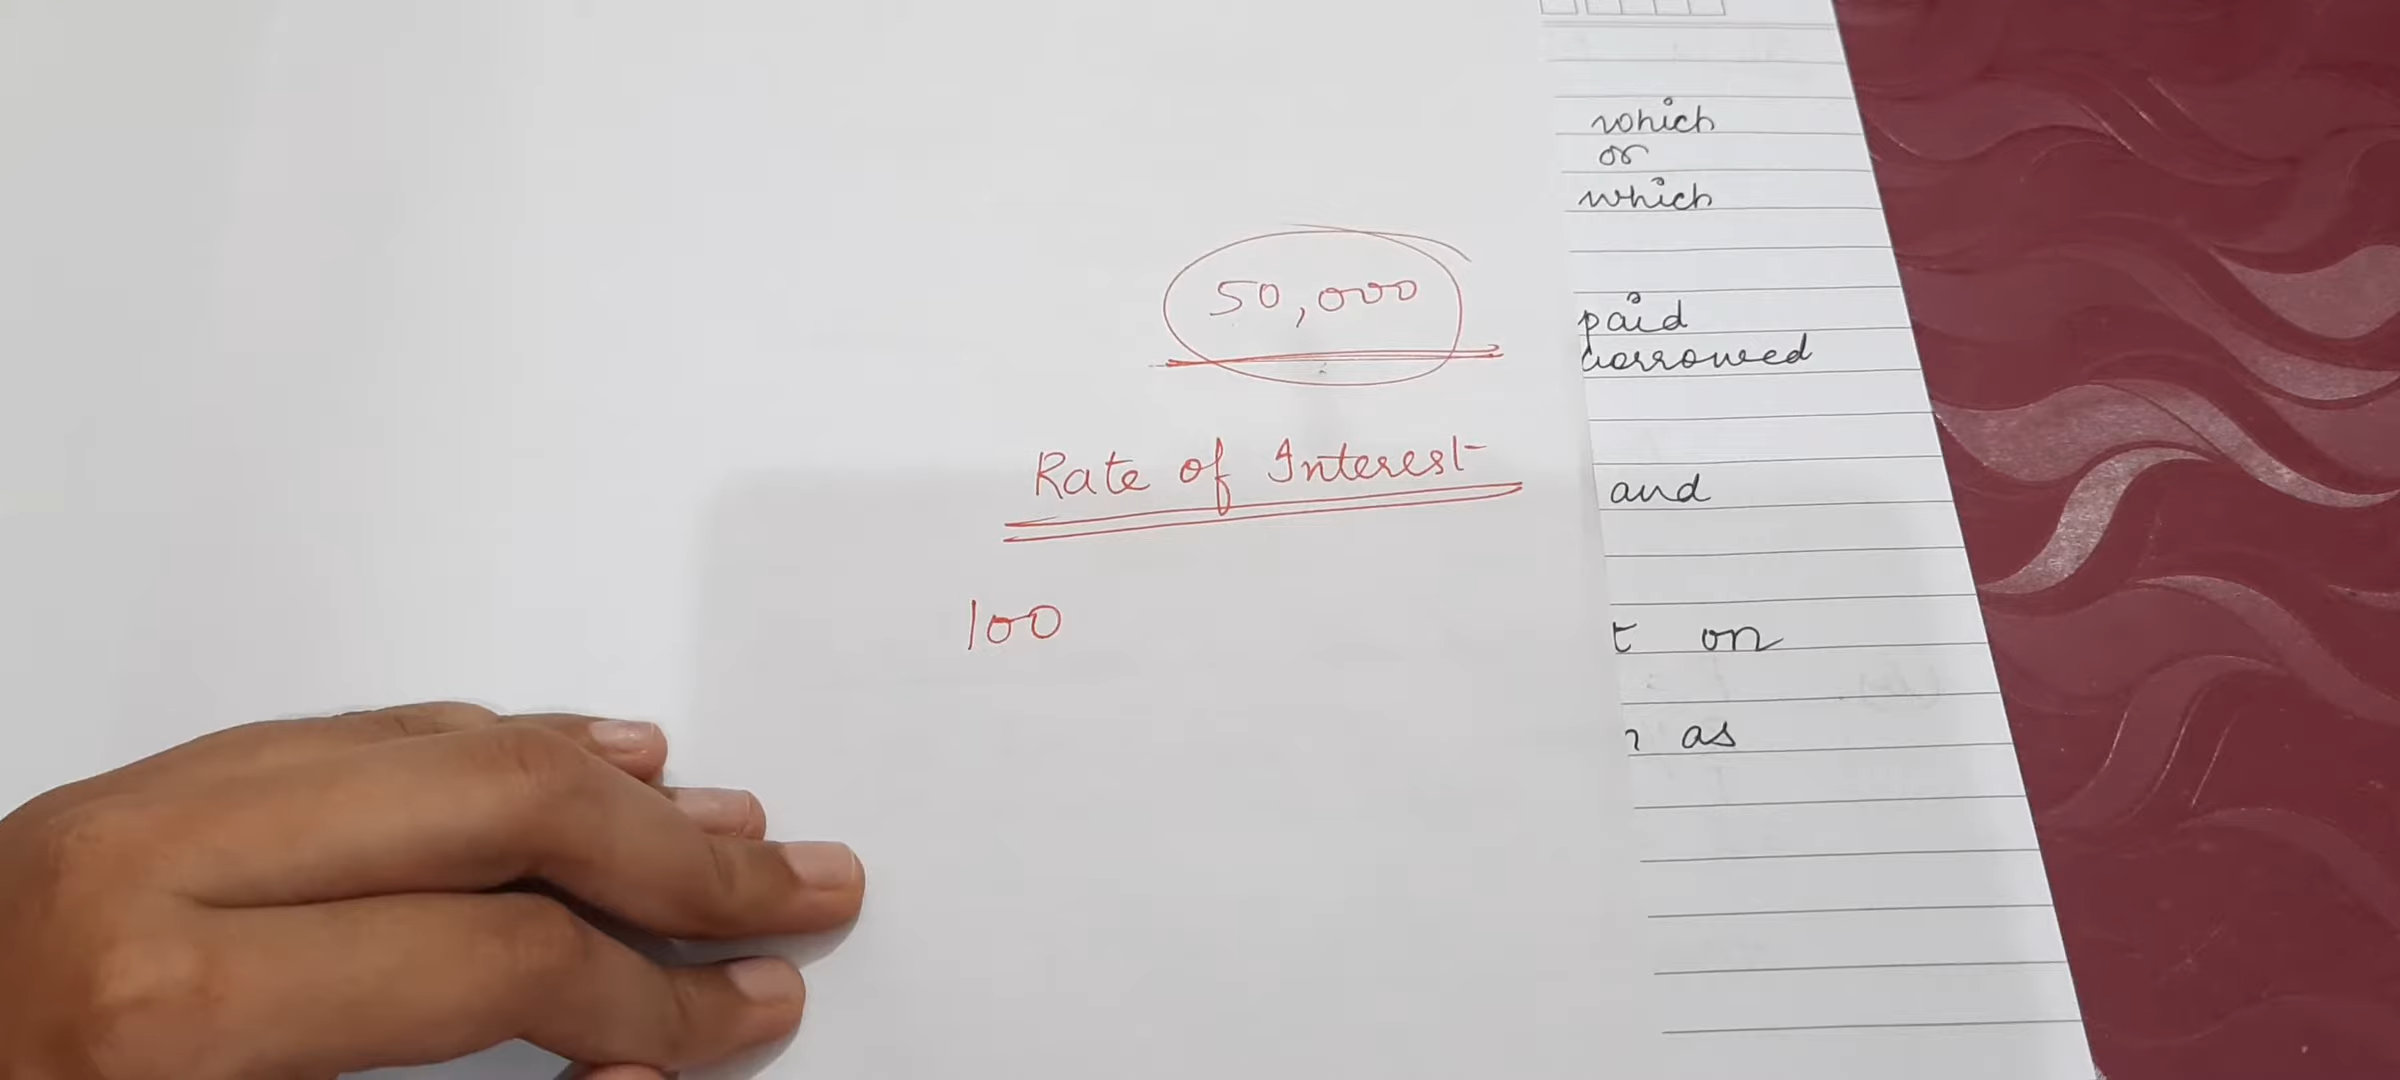 50,000
Rate of Interest
100
which
or
which
paid
borrowed
and
t on
as